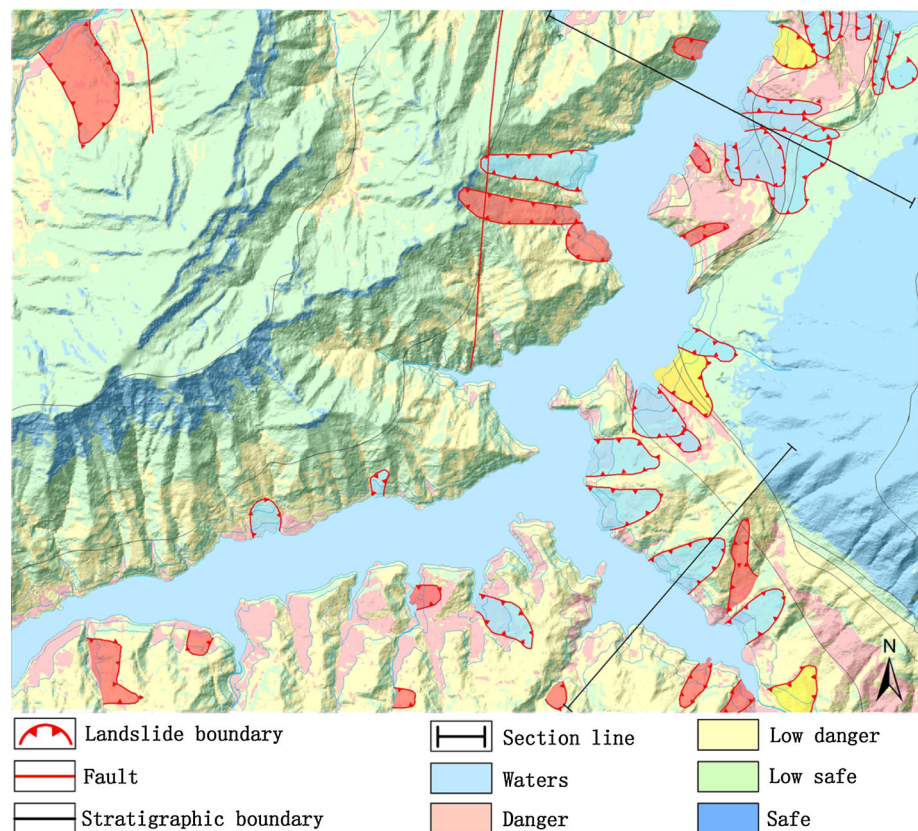 N
Landslide boundary
Section line
Low danger
Fault
Waters
Low safe
Stratigraphic boundary
Danger
Safe